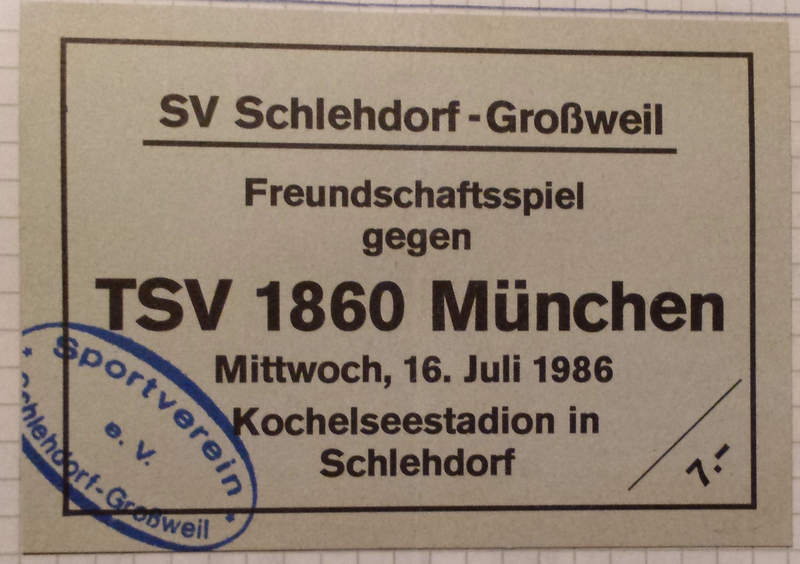 SV Schlehdorf-Großweil
Freundschaftsspiel
gegen
TSV 1860 München
Mittwoch, 16. Juli 1986
Kochelseestadion in
Schlehdorf
7.-
Sportverein
e. V.
Schlehdorf-Großweil